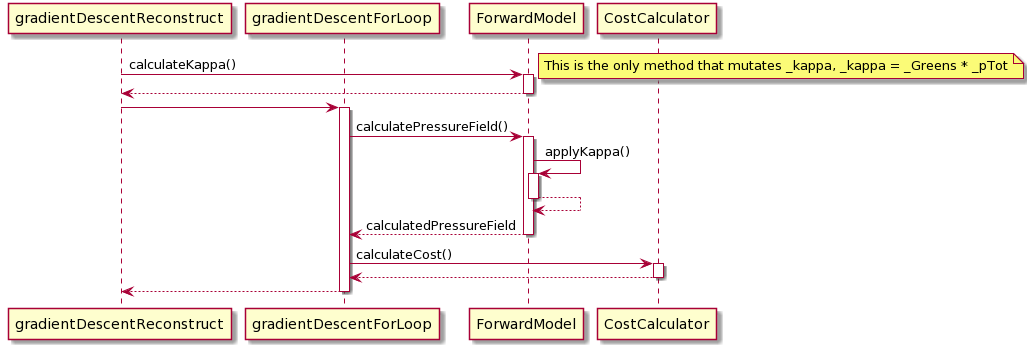 gradientDescentReconstruct gradientDescentForLoop ForwardModel CostCalculator
calculateKappa()
This is the only method that mutates _kappa, _kappa = _Greens * _pTot
calculatePressureField()
applyKappa()
calculatedPressureField
calculateCost()
gradientDescentReconstruct gradientDescentForLoop ForwardModel CostCalculator